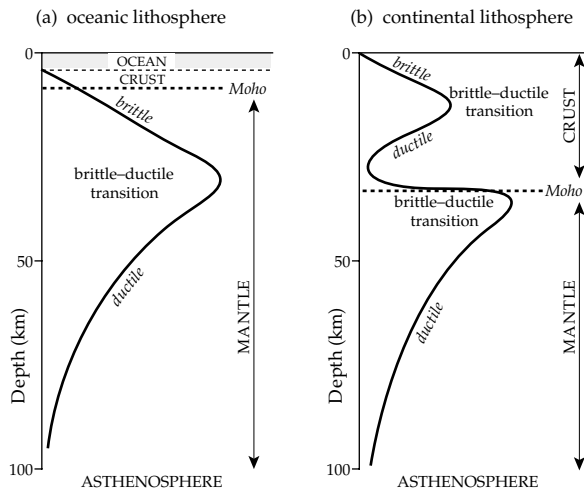 (a) oceanic lithosphere
OCEAN
CRUST
Moho
brittle
brittle–ductile
transition
ductile
MANTLE
Depth (km)
50
100
0
ASTHENOSPHERE
(b) continental lithosphere
0
brittle
brittle–ductile
transition
ductile
CRUST
Moho
brittle–ductile
transition
50
ductile
MANTLE
Depth (km)
100
ASTHENOSPHERE